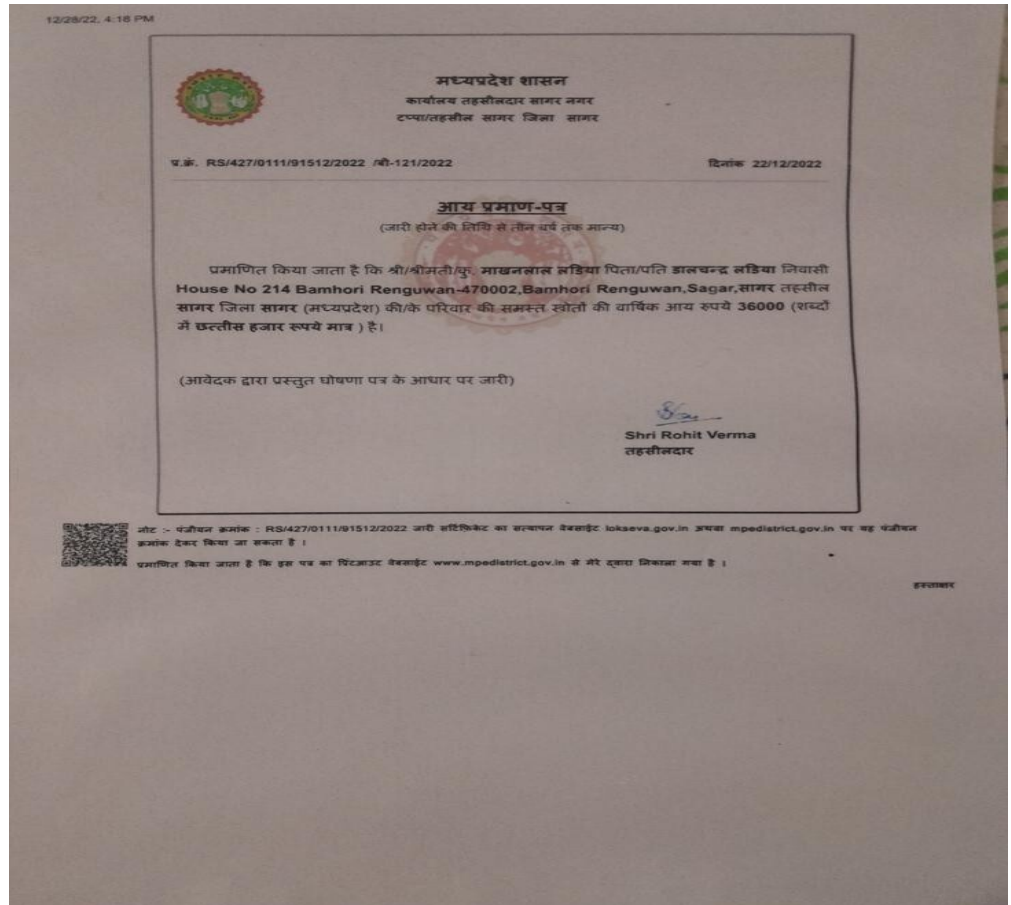 12/28/22, 4:18 PM
मध्यप्रदेश शासन
कार्यालय तहसीलदार सागर नगर
टप्पा/तहसील सागर जिला सागर
प्र.क्रं. RS/427/0111/91512/2022 /बी-121/2022 दिनांक 22/12/2022
आय प्रमाण-पत्र
(जारी होने की तिथि से तीन वर्ष तक मान्य)
प्रमाणित किया जाता है कि श्री/श्रीमती/कु. माखनलाल लडिया पिता/पति डालचन्द्र लडिया निवासी
House No 214 Bamhori Renguwan-470002,Bamhori Renguwan,Sagar,सागर तहसील
सागर जिला सागर (मध्यप्रदेश) की/के परिवार की समस्त स्त्रोतों की वार्षिक आय रुपये 36000 (शब्दों
में छत्तीस हजार रूपये मात्र ) है।
(आवेदक द्वारा प्रस्तुत घोषणा पत्र के आधार पर जारी)
Shri Rohit Verma
तहसीलदार
नोट :- पंजीयन क्रमांक : RS/427/0111/91512/2022 जारी सर्टिफिकेट का सत्यापन वेबसाईट lokseva.gov.in अथवा mpedistrict.gov.in पर यह पंजीयन
क्रमांक देकर किया जा सकता है ।
प्रमाणित किया जाता है कि इस पत्र का प्रिंटआउट वेबसाईट www.mpedistrict.gov.in से मेरे द्वारा निकाला गया है ।
हस्ताक्षर